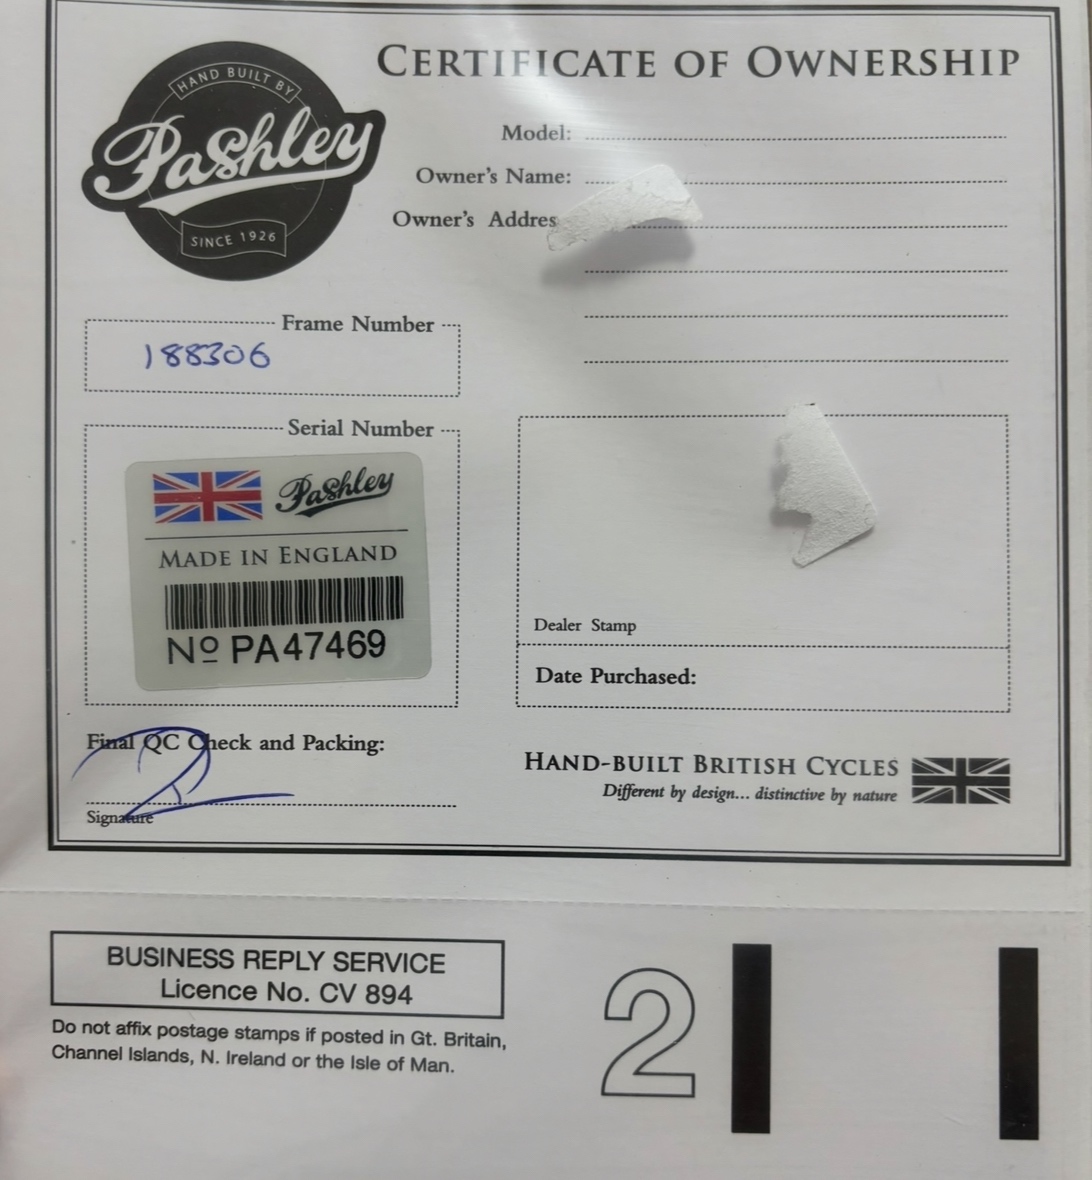 HAND BUILT BY
Pashley
SINCE 1926
CERTIFICATE OF OWNERSHIP
Model:
Owner's Name:
Owner's Addres
Frame Number
188306
Serial Number
Pashley
MADE IN ENGLAND
Nº PA47469
Dealer Stamp
Date Purchased:
Final QC Check and Packing:
Signature
HAND-BUILT BRITISH CYCLES
Different by design... distinctive by nature
BUSINESS REPLY SERVICE
Licence No. CV 894
Do not affix postage stamps if posted in Gt. Britain,
Channel Islands, N. Ireland or the Isle of Man.
2